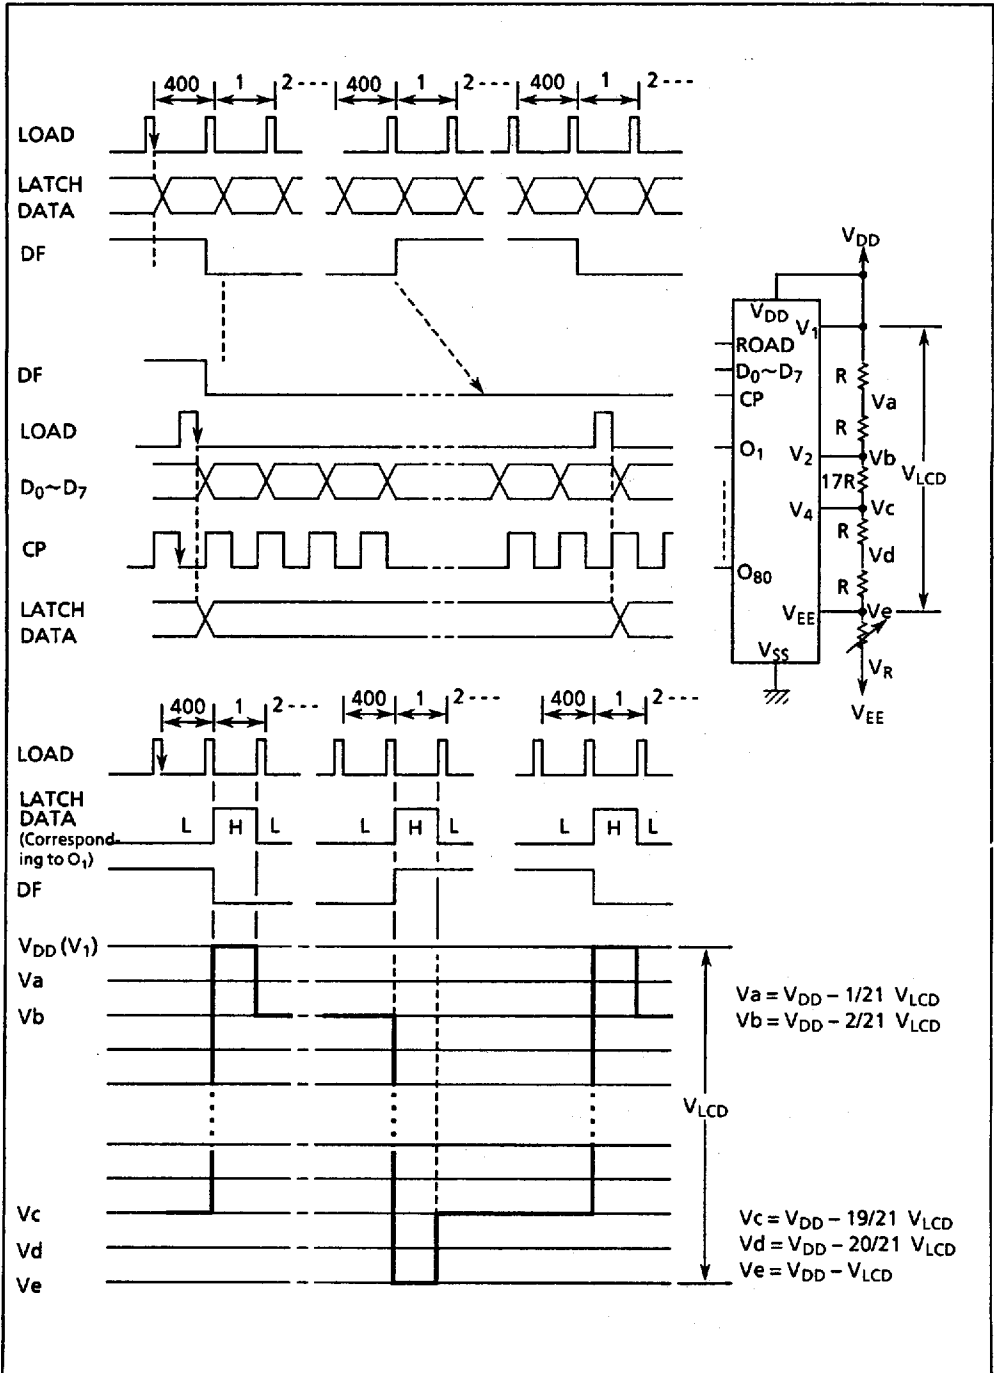 400 1 2---- 400 1 2---- 400 1 2----
LOAD
LATCH
DATA
DF
DF
LOAD
D0~D7
CP
LATCH
DATA
VDD
VDD
V1
ROAD
D0~D7
CP
R
Va
R
O1
V2
Vb
17R
VLCD
V4
Vc
R
Vd
O80
R
VEE
Ve
VSS
VR
VEE
400 1 2--- 400 1 2--- 400 1 2---
LOAD
LATCH
DATA
(Correspond-
ing to O1)
L H L L H L L H L
DF
VDD (V1)
Va
Vb
Va = VDD – 1/21 VLCD
Vb = VDD – 2/21 VLCD
VLCD
Vc
Vd
Ve
Vc = VDD – 19/21 VLCD
Vd = VDD – 20/21 VLCD
Ve = VDD – VLCD